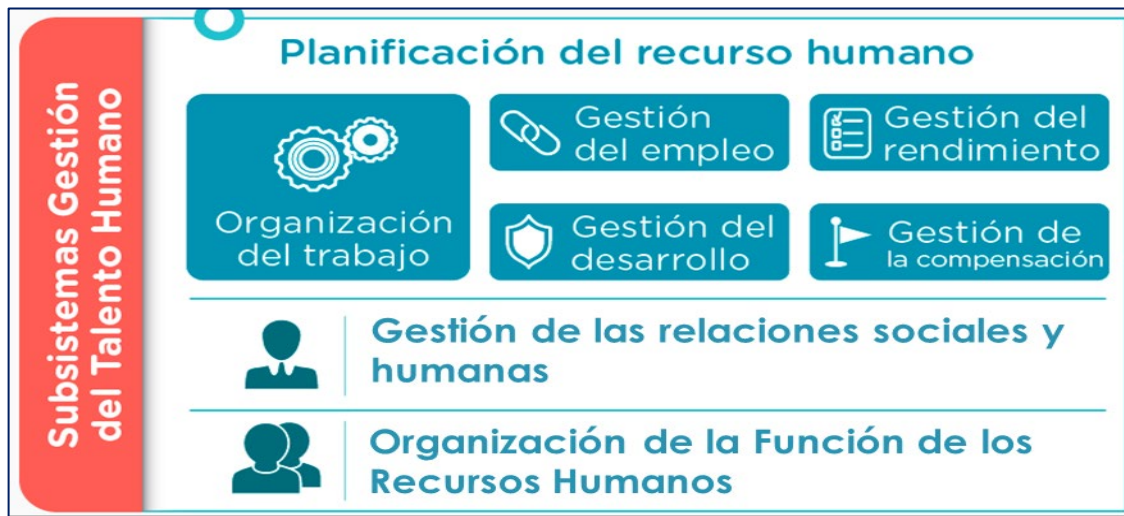 Subsistemas Gestión
del Talento Humano
Planificación del recurso humano
Organización
del trabajo
Gestión
del empleo
Gestión del
rendimiento
Gestión del
desarrollo
Gestión de
la compensación
Gestión de las relaciones sociales y
humanas
Organización de la Función de los
Recursos Humanos